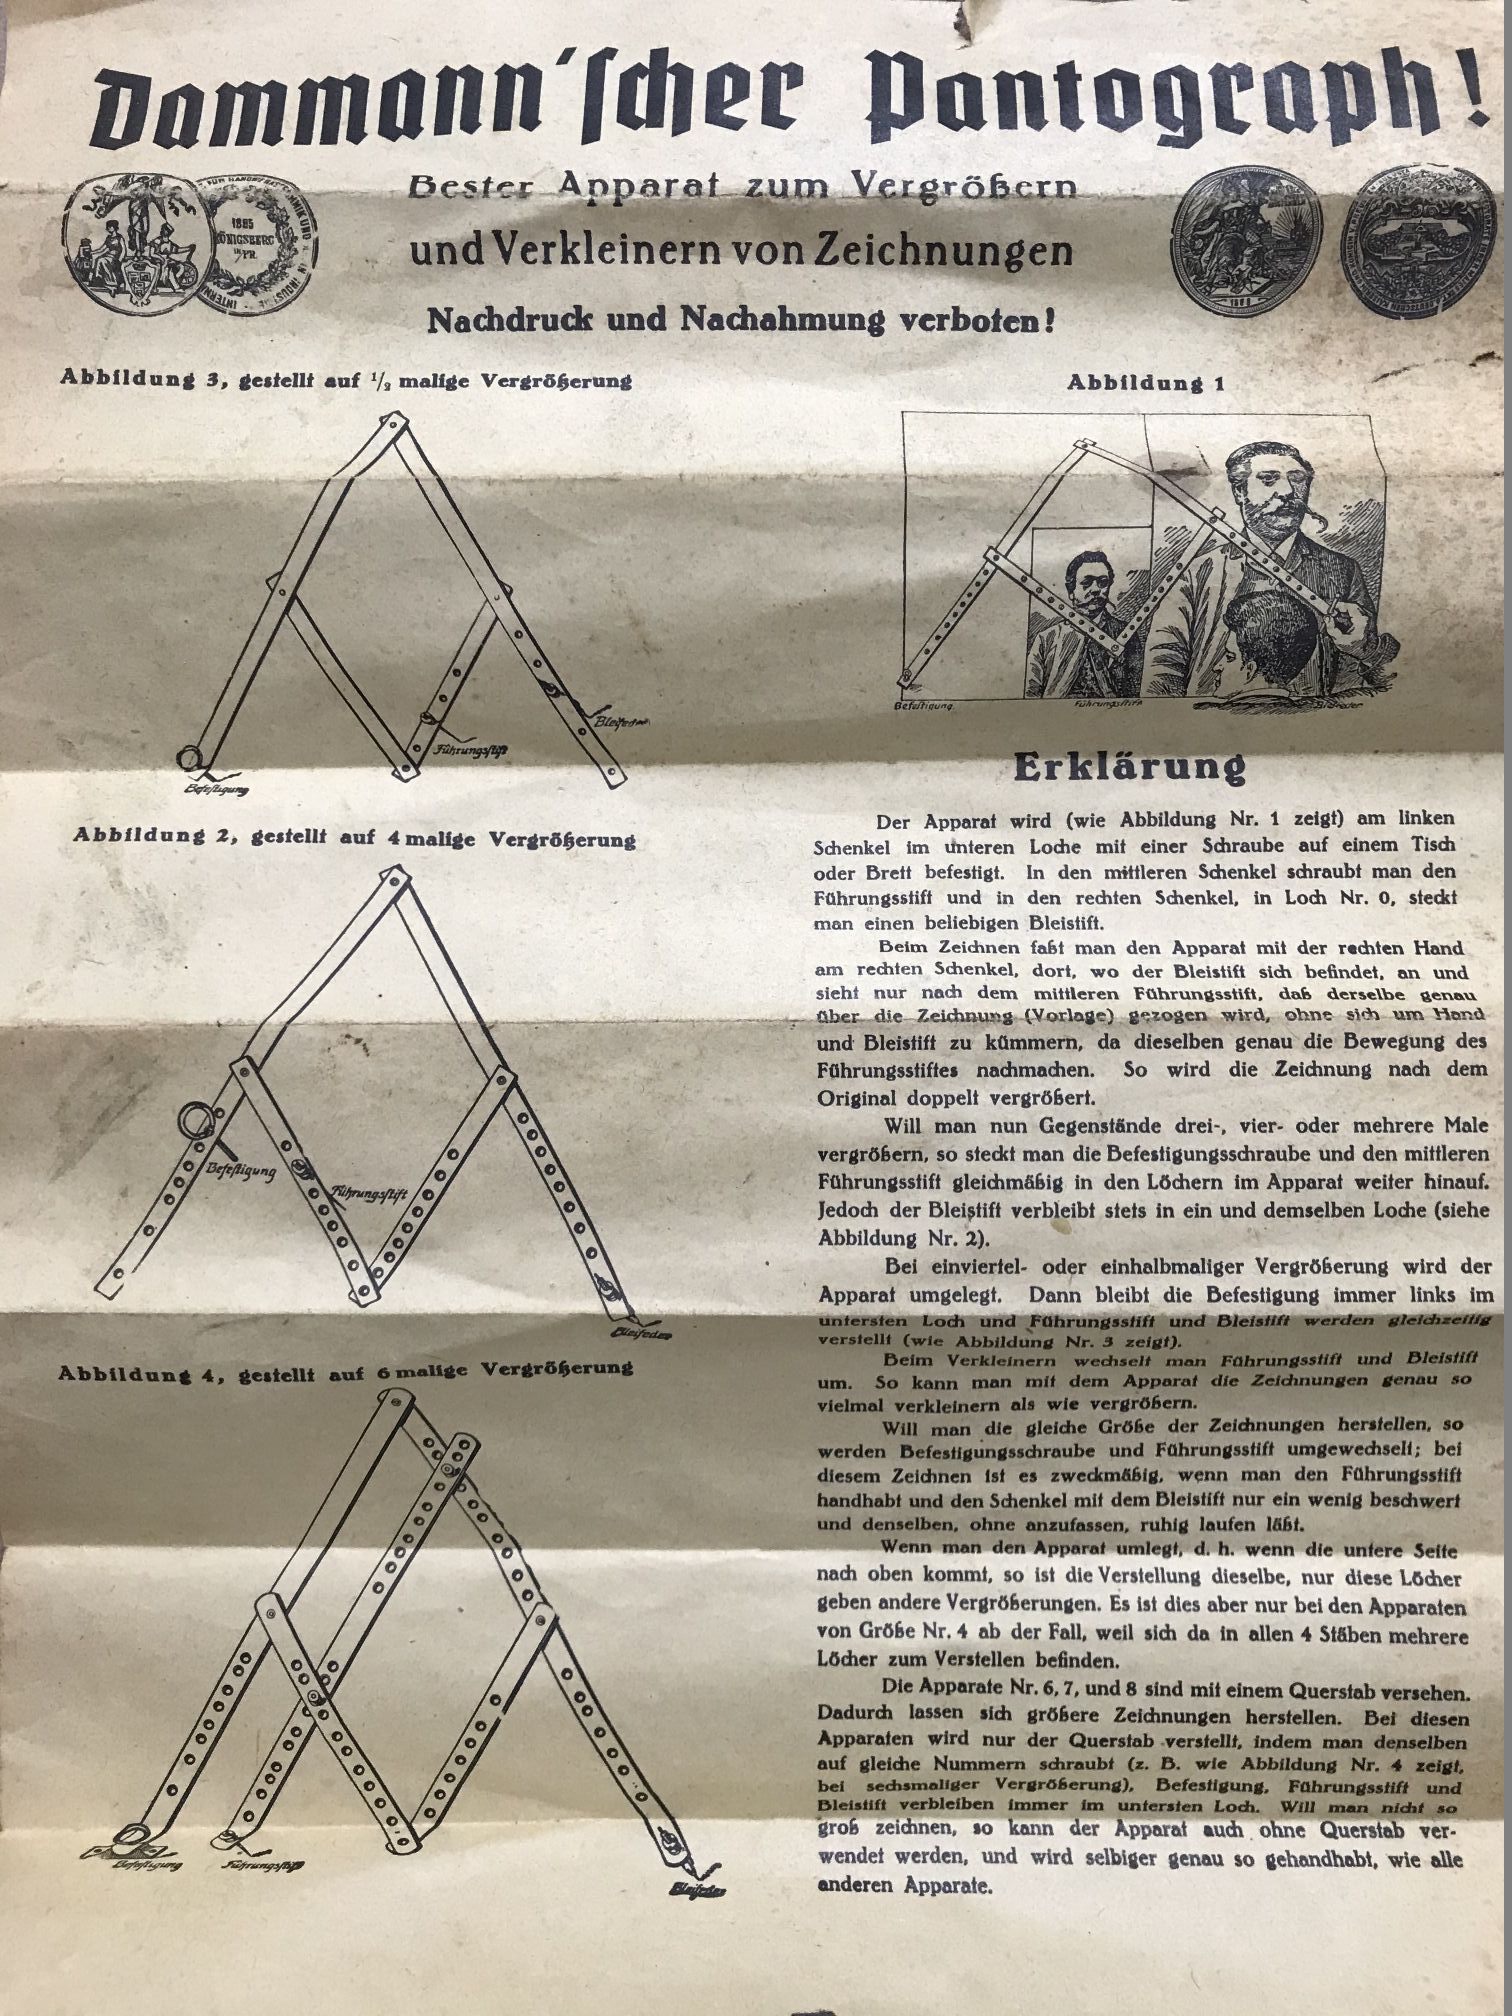 Dammann'scher Pantograph!
Bester Apparat zum Vergrößern
und Verkleinern von Zeichnungen
Nachdruck und Nachahmung verboten!
1885
KÖNIGSBERG
in PR.
Abbildung 3, gestellt auf 1/2 malige Vergrößerung
Befestigung
Führungsstift
Bleifeder
Abbildung 2, gestellt auf 4 malige Vergrößerung
Befestigung
Führungsstift
Bleifeder
Abbildung 4, gestellt auf 6 malige Vergrößerung
Befestigung
Führungsstift
Bleifeder
Abbildung 1
Befestigung
Führungsstift
Bleifeder
Erklärung
Der Apparat wird (wie Abbildung Nr. 1 zeigt) am linken
Schenkel im unteren Loche mit einer Schraube auf einem Tisch
oder Brett befestigt. In den mittleren Schenkel schraubt man den
Führungsstift und in den rechten Schenkel, in Loch Nr. 0, steckt
man einen beliebigen Bleistift.
Beim Zeichnen faßt man den Apparat mit der rechten Hand
am rechten Schenkel, dort, wo der Bleistift sich befindet, an und
sieht nur nach dem mittleren Führungsstift, daß derselbe genau
über die Zeichnung (Vorlage) gezogen wird, ohne sich um Hand
und Bleistift zu kümmern, da dieselben genau die Bewegung des
Führungsstiftes nachmachen. So wird die Zeichnung nach dem
Original doppelt vergrößert.
Will man nun Gegenstände drei-, vier- oder mehrere Male
vergrößern, so steckt man die Befestigungsschraube und den mittleren
Führungsstift gleichmäßig in den Löchern im Apparat weiter hinauf.
Jedoch der Bleistift verbleibt stets in ein und demselben Loche (siehe
Abbildung Nr. 2).
Bei einviertel- oder einhalbmaliger Vergrößerung wird der
Apparat umgelegt. Dann bleibt die Befestigung immer links im
untersten Loch und Führungsstift und Bleistift werden gleichzeitig
verstellt (wie Abbildung Nr. 3 zeigt).
Beim Verkleinern wechselt man Führungsstift und Bleistift
um. So kann man mit dem Apparat die Zeichnungen genau so
vielmal verkleinern als wie vergrößern.
Will man die gleiche Größe der Zeichnungen herstellen, so
werden Befestigungsschraube und Führungsstift umgewechselt; bei
diesem Zeichnen ist es zweckmäßig, wenn man den Führungsstift
handhabt und den Schenkel mit dem Bleistift nur ein wenig beschwert
und denselben, ohne anzufassen, ruhig laufen läßt.
Wenn man den Apparat umlegt, d. h. wenn die untere Seite
nach oben kommt, so ist die Verstellung dieselbe, nur diese Löcher
geben andere Vergrößerungen. Es ist dies aber nur bei den Apparaten
von Größe Nr. 4 ab der Fall, weil sich da in allen 4 Stäben mehrere
Löcher zum Verstellen befinden.
Die Apparate Nr. 6, 7, und 8 sind mit einem Querstab versehen.
Dadurch lassen sich größere Zeichnungen herstellen. Bei diesen
Apparaten wird nur der Querstab verstellt, indem man denselben
auf gleiche Nummern schraubt (z. B. wie Abbildung Nr. 4 zeigt,
bei sechsmaliger Vergrößerung), Befestigung, Führungsstift und
Bleistift verbleiben immer im untersten Loch. Will man nicht so
groß zeichnen, so kann der Apparat auch ohne Querstab ver-
wendet werden, und wird selbiger genau so gehandhabt, wie alle
anderen Apparate.